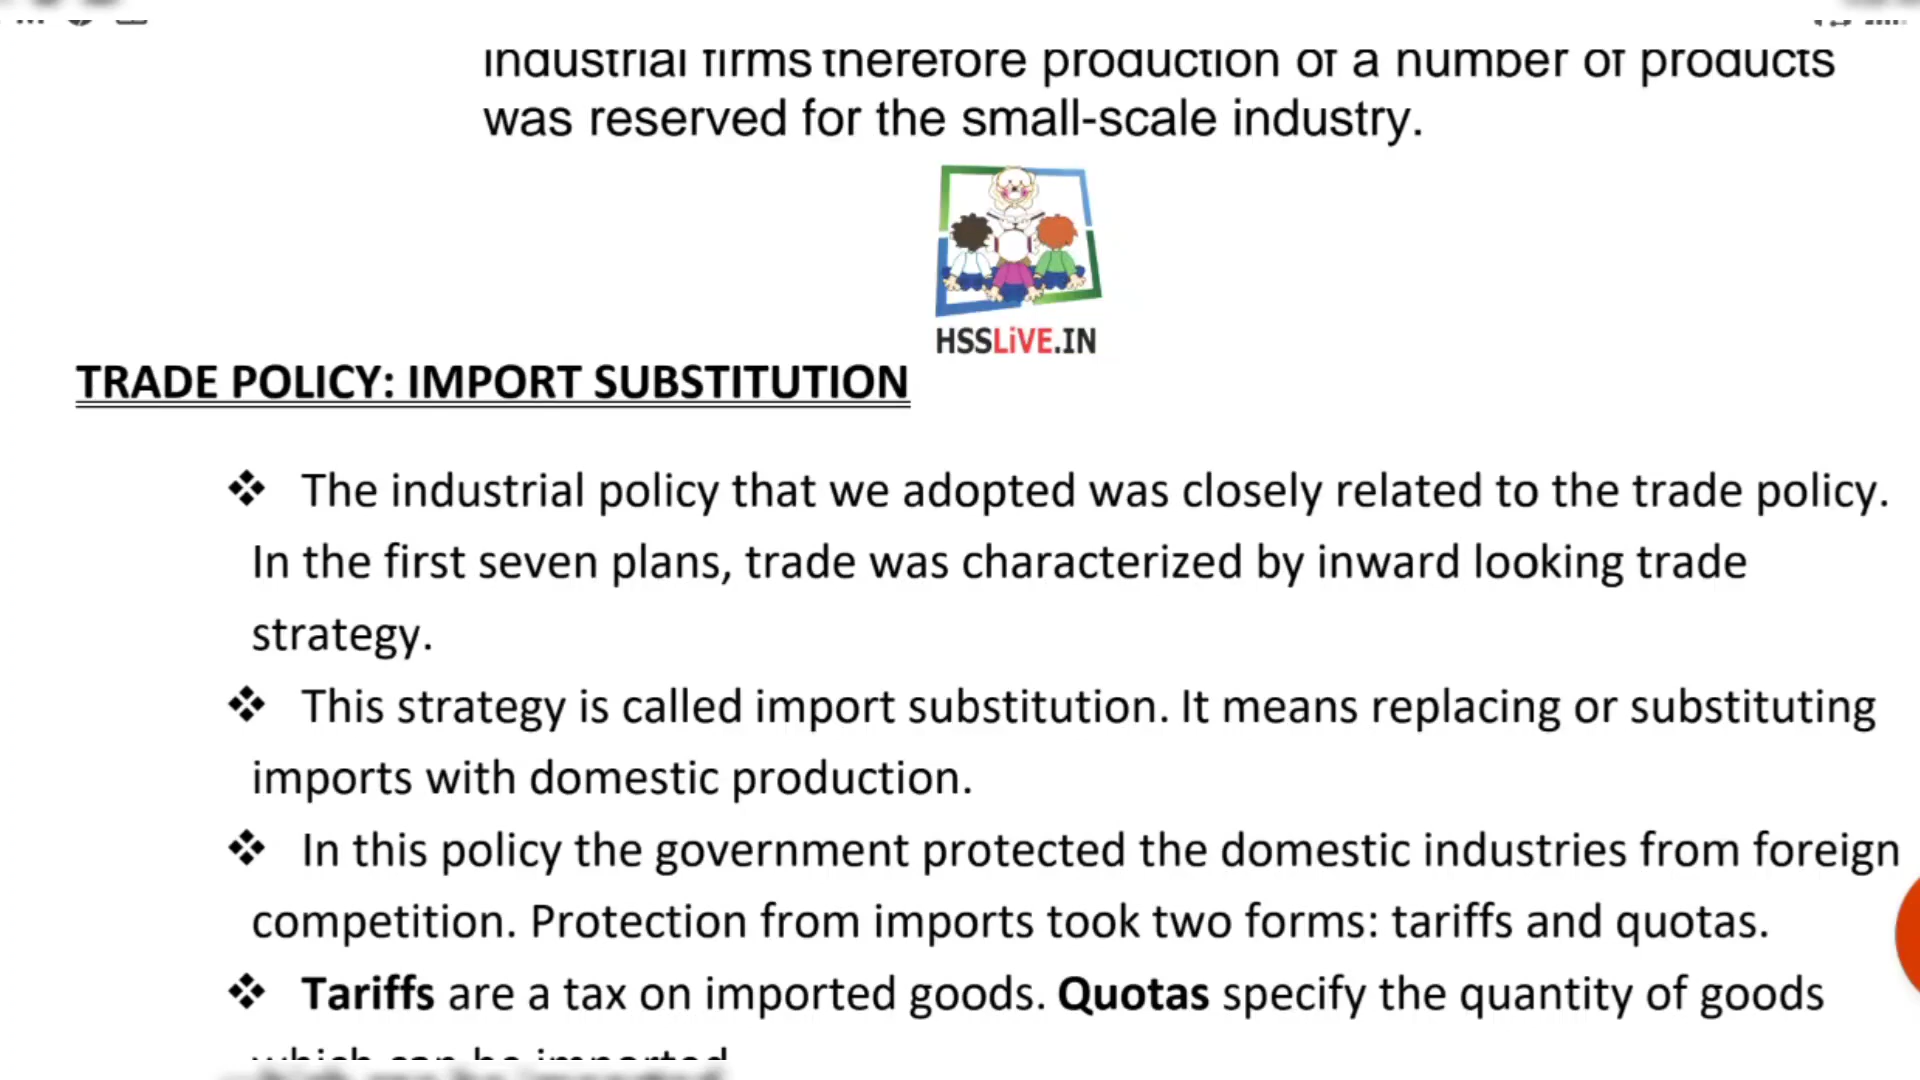 industrial firms therefore production of a number of products
was reserved for the small-scale industry.
HSSLiVE.IN
TRADE POLICY: IMPORT SUBSTITUTION
❖ The industrial policy that we adopted was closely related to the trade policy.
In the first seven plans, trade was characterized by inward looking trade
strategy.
❖ This strategy is called import substitution. It means replacing or substituting
imports with domestic production.
❖ In this policy the government protected the domestic industries from foreign
competition. Protection from imports took two forms: tariffs and quotas.
❖ Tariffs are a tax on imported goods. Quotas specify the quantity of goods
which can be imported